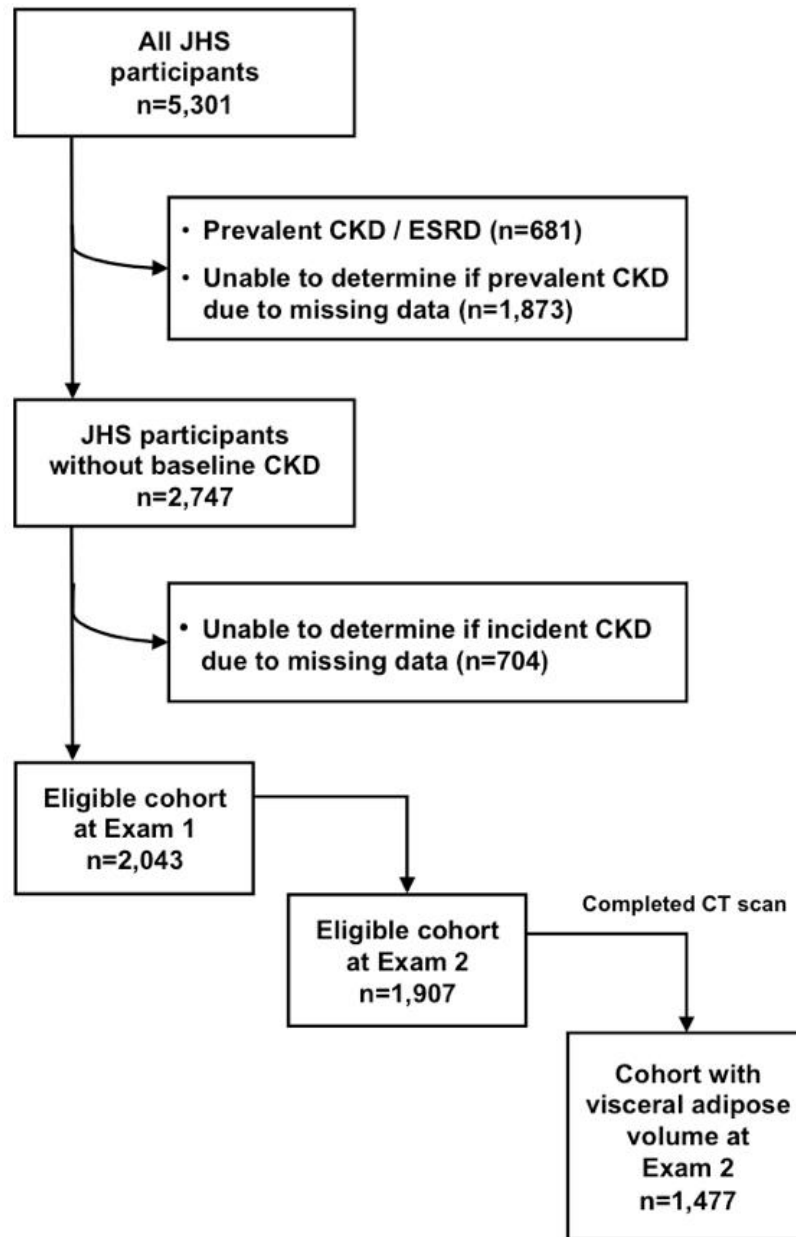 All JHS
participants
n=5,301
• Prevalent CKD / ESRD (n=681)
• Unable to determine if prevalent CKD
due to missing data (n=1,873)
JHS participants
without baseline CKD
n=2,747
• Unable to determine if incident CKD
due to missing data (n=704)
Eligible cohort
at Exam 1
n=2,043
Eligible cohort
at Exam 2
n=1,907
Completed CT scan
Cohort with
visceral adipose
volume at
Exam 2
n=1,477